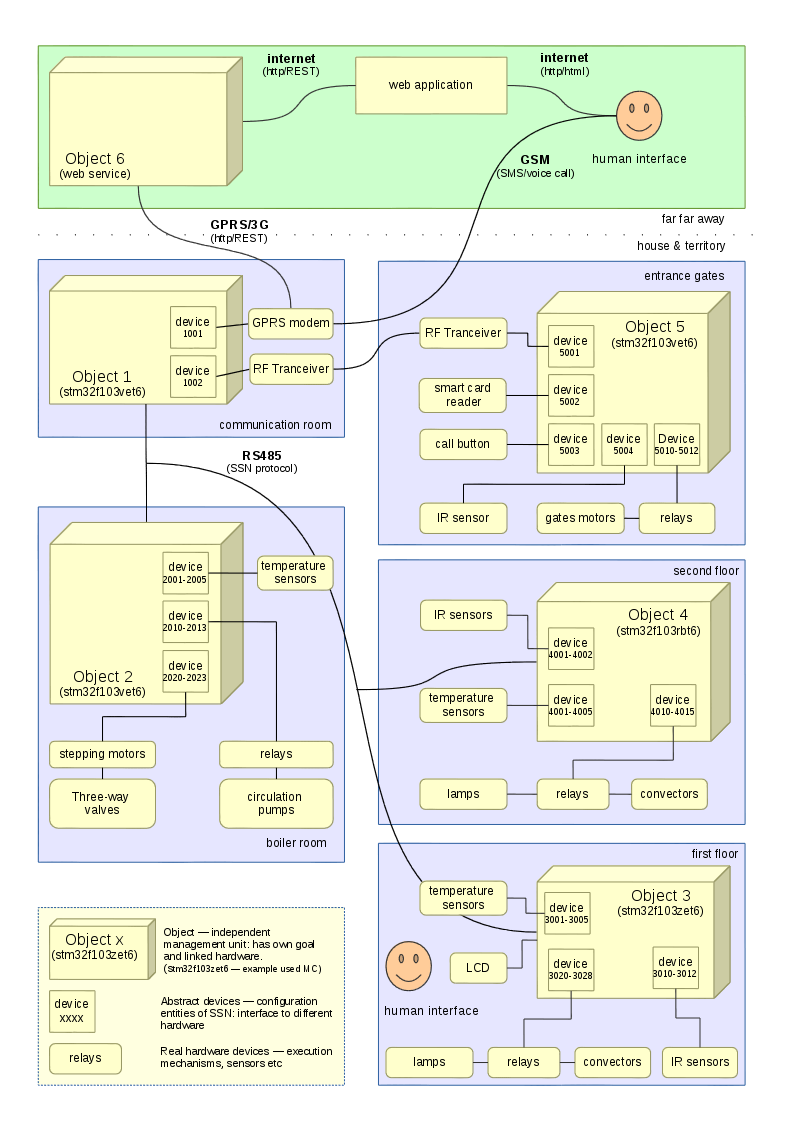 internet
(http/REST)
internet
(http/html)
web application
Object 6
(web service)
human interface
GSM
(SMS/voice call)
far far away
GPRS/3G
(http/REST)
house & territory
entrance gates
device
1001
GPRS modem
device
1002
RF Tranceiver
Object 1
(stm32f103vet6)
communication room
RF Tranceiver
device
5001
Object 5
(stm32f103vet6)
smart card
reader
device
5002
call button
device
5003
device
5004
Device
5010-5012
IR sensor
gates motors
relays
RS485
(SSN protocol)
device
2001-2005
temperature
sensors
device
2010-2013
device
2020-2023
Object 2
(stm32f103vet6)
stepping motors
relays
Three-way
valves
circulation
pumps
boiler room
second floor
IR sensors
Object 4
(stm32f103rbt6)
device
4001-4002
temperature
sensors
device
4001-4005
device
4010-4015
lamps
relays
convectors
first floor
temperature
sensors
device
3001-3005
Object 3
(stm32f103zet6)
LCD
device
3020-3028
device
3010-3012
human interface
lamps
relays
convectors
IR sensors
Object x
(stm32f103zet6)
Object — independent
management unit: has own goal
and linked hardware.
(stm32f103zet6 — example used MC)
device
xxxx
Abstract devices — configuration
entities of SSN: interface to different
hardware
relays
Real hardware devices — execution
mechanisms, sensors etc